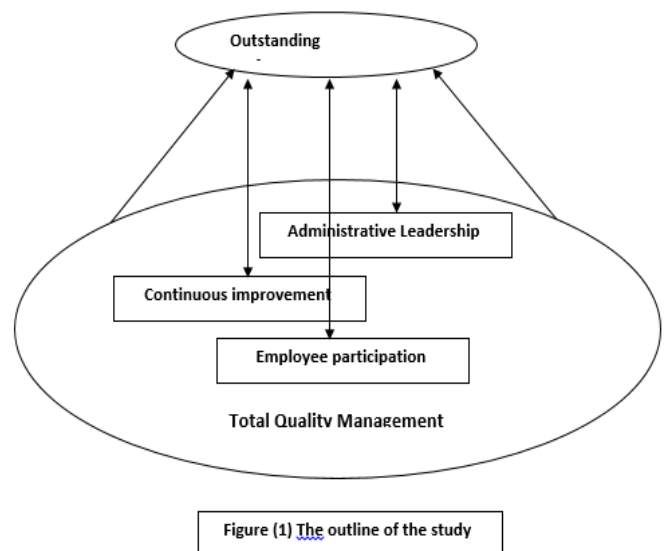 Outstanding
Administrative Leadership
Continuous improvement
Employee participation
Total Quality Management
Figure (1) The outline of the study